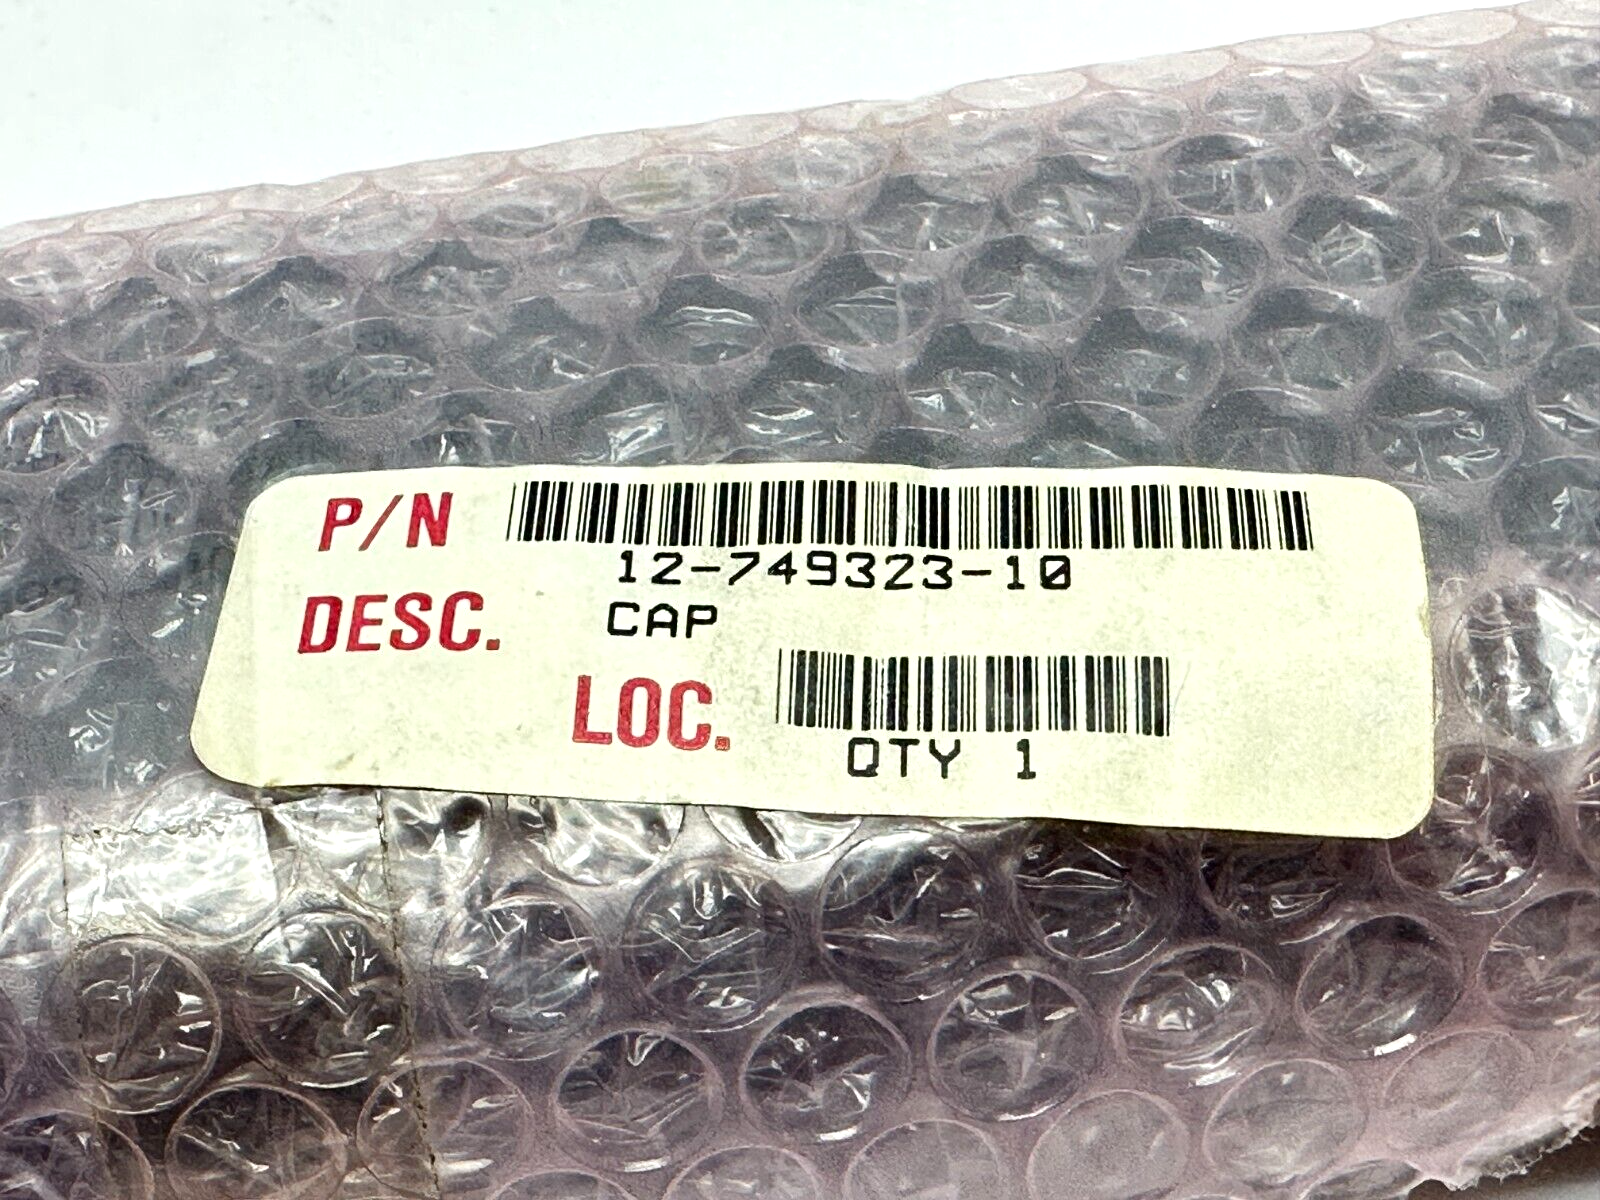 P/N
12-749323-10
DESC. CAP
LOC.
QTY 1